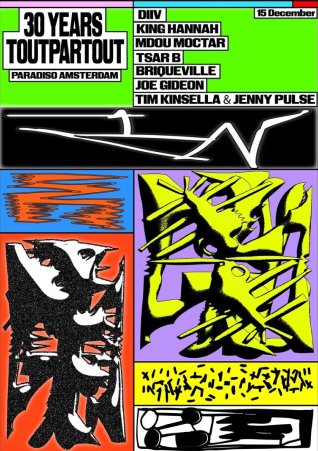 30 YEARS
TOUTPARTOUT
PARADISO AMSTERDAM
DIIV
KING HANNAH
MDOU MOCTAR
TSAR B
BRIQUEVILLE
JOE GIDEON
TIM KINSELLA & JENNY PULSE
15 December